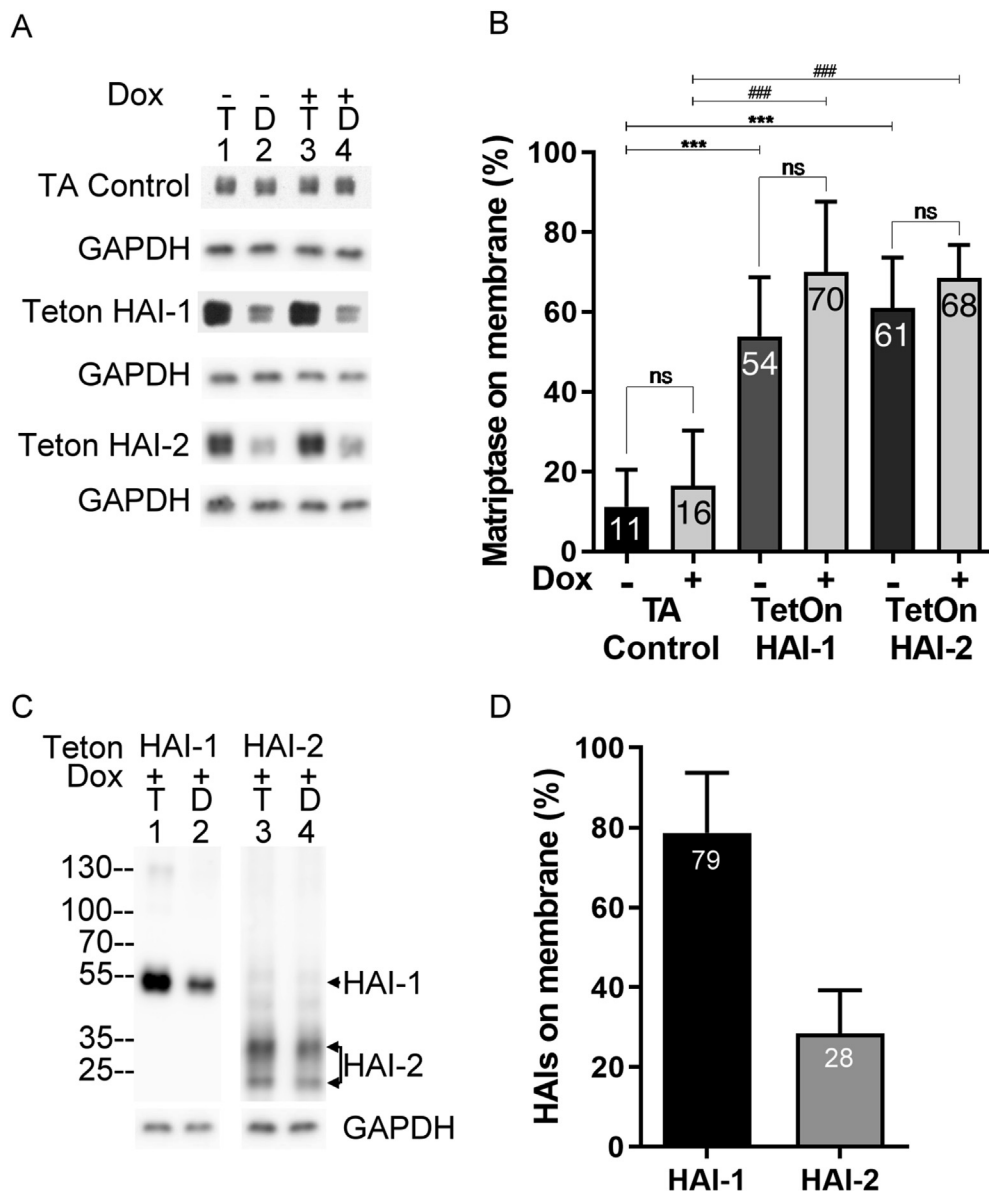 A
Dox - - + +
T D T D
1 2 3 4
TA Control
GAPDH
Teton HAI-1
GAPDH
Teton HAI-2
GAPDH
B
###
###
***
***
ns
ns
ns
Matriptase on membrane (%)
100
80
60
40
20
0
11
16
54
70
61
68
Dox - + - + - +
TA Control
TetOn HAI-1
TetOn HAI-2
C
Teton HAI-1 HAI-2
Dox + + + +
T D T D
1 2 3 4
130--
100--
70--
55--
35--
25--
HAI-1
HAI-2
GAPDH
D
HAIs on membrane (%)
100
80
60
40
20
0
79
28
HAI-1 HAI-2